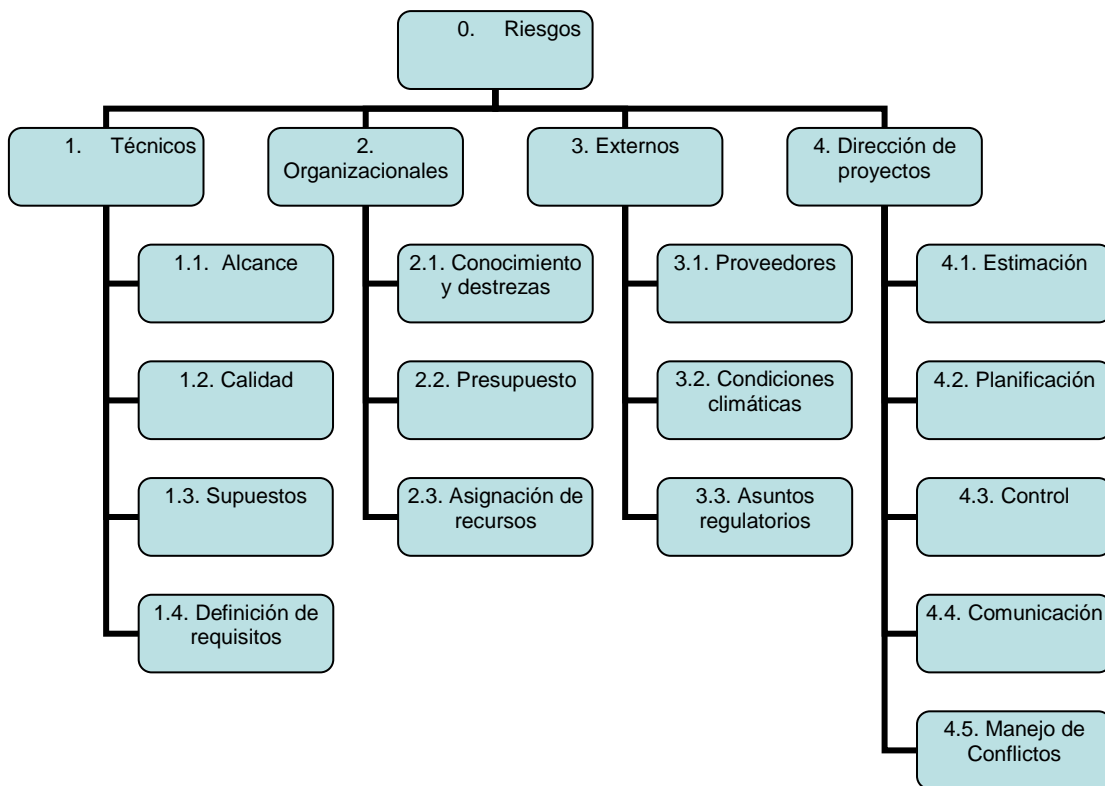 0. Riesgos
1. Técnicos
2.
Organizacionales
3. Externos
4. Dirección de
proyectos
1.1. Alcance
2.1. Conocimiento
y destrezas
3.1. Proveedores
4.1. Estimación
1.2. Calidad
2.2. Presupuesto
3.2. Condiciones
climáticas
4.2. Planificación
1.3. Supuestos
2.3. Asignación de
recursos
3.3. Asuntos
regulatorios
4.3. Control
1.4. Definición de
requisitos
4.4. Comunicación
4.5. Manejo de
Conflictos